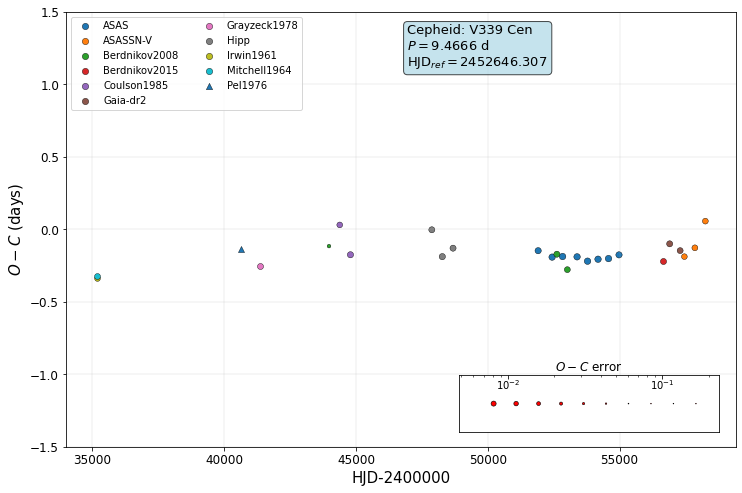 ASAS
ASASSN-V
Berdnikov2008
Berdnikov2015
Coulson1985
Gaia-dr2
Grayzeck1978
Hipp
Irwin1961
Mitchell1964
Pel1976
Cepheid: V339 Cen
P = 9.4666 d
HJD_ref = 2452646.307
1.5
1.0
0.5
0.0
−0.5
−1.0
−1.5
O − C (days)
O − C error
10^−2 10^−1
35000 40000 45000 50000 55000
HJD-2400000